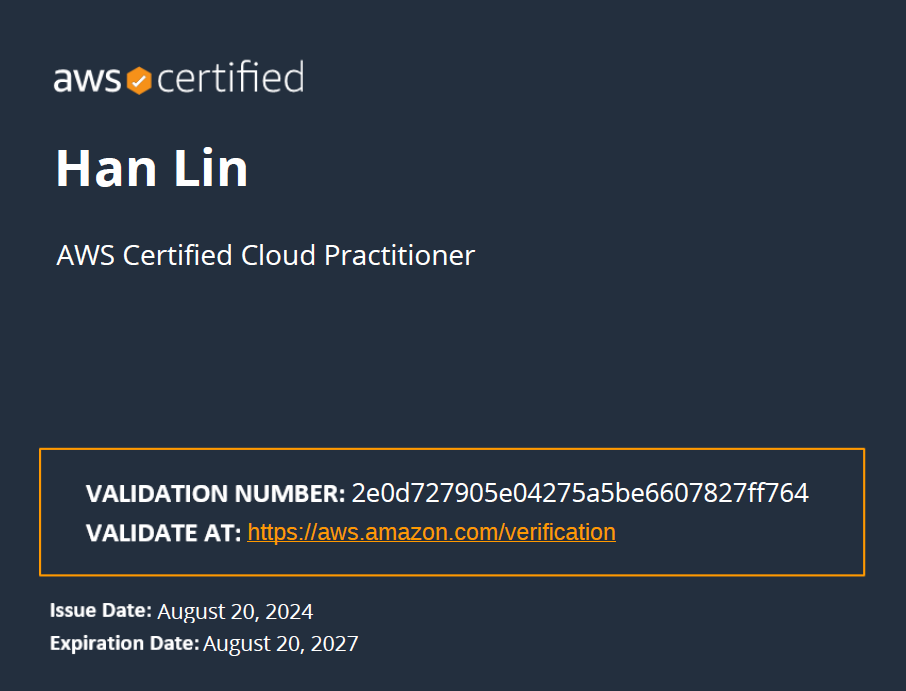 aws certified
Han Lin
AWS Certified Cloud Practitioner
VALIDATION NUMBER: 2e0d727905e04275a5be6607827ff764
VALIDATE AT: https://aws.amazon.com/verification
Issue Date: August 20, 2024
Expiration Date: August 20, 2027